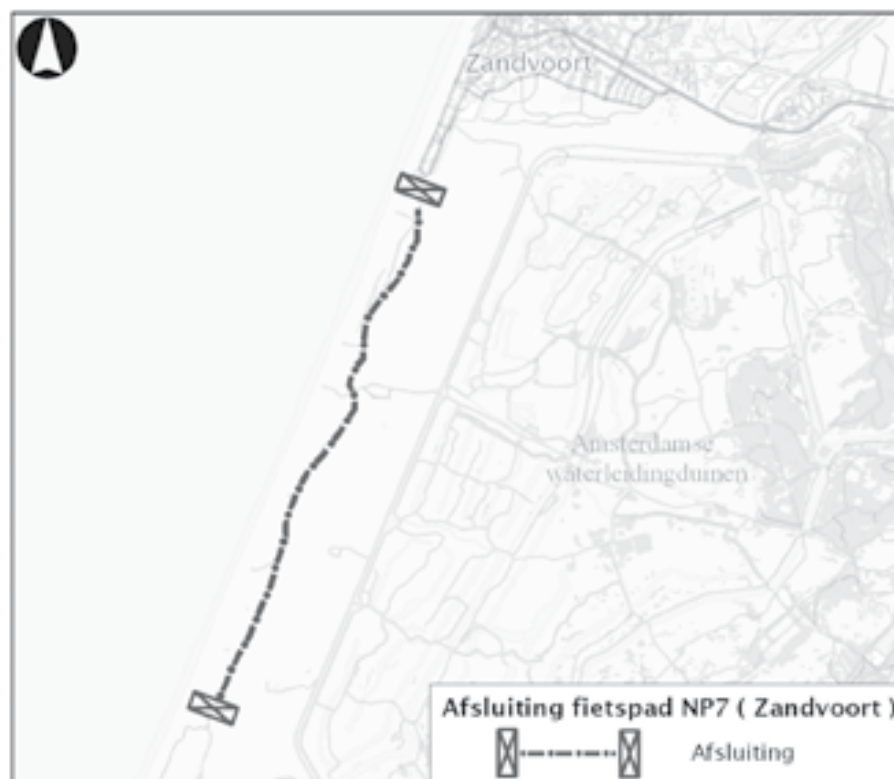 Zandvoort
Amsterdamse
waterleidingduinen
Afsluiting fietspad NP7 ( Zandvoort )
Afsluiting